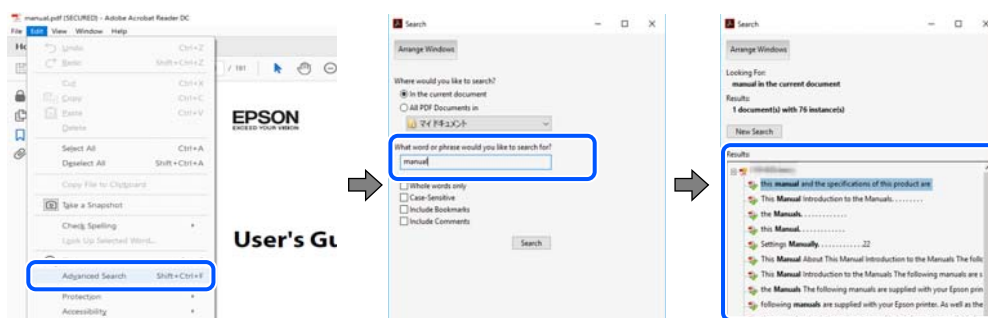 manual.pdf (SECURED) - Adobe Acrobat Reader DC
File Edit View Window Help
Undo Ctrl+Z
Shift+Ctrl+Z
Cut Ctrl+X
Copy Ctrl+C
Paste Ctrl+V
Delete
Select All Ctrl+A
Deselect All Shift+Ctrl+A
Copy File to Clipboard
Take a Snapshot
Check Spelling
Look Up Selected Word...
Advanced Search Shift+Ctrl+F
Protection
Accessibility
/ 181
EPSON
EXCEED YOUR VISION
User's Gu
Search
Arrange Windows
Where would you like to search?
In the current document
All PDF Documents in
マイドキュメント
What word or phrase would you like to search for?
manual
Whole words only
Case-Sensitive
Include Bookmarks
Include Comments
Search
Search
Arrange Windows
Looking For:
manual in the current document
Results:
1 document(s) with 76 instance(s)
New Search
Results:
this manual and the specifications of this product are
This Manual Introduction to the Manuals. . . . . . . . .
the Manuals. . . . . . . . . . . . .
this Manual. . . . . . . . . . . . .
Settings Manually. . . . . . . . . . . . .22
This Manual About This Manual Introduction to the Manuals The follo
This Manual Introduction to the Manuals The following manuals are s
the Manuals The following manuals are supplied with your Epson prin
following manuals are supplied with your Epson printer. As well as the